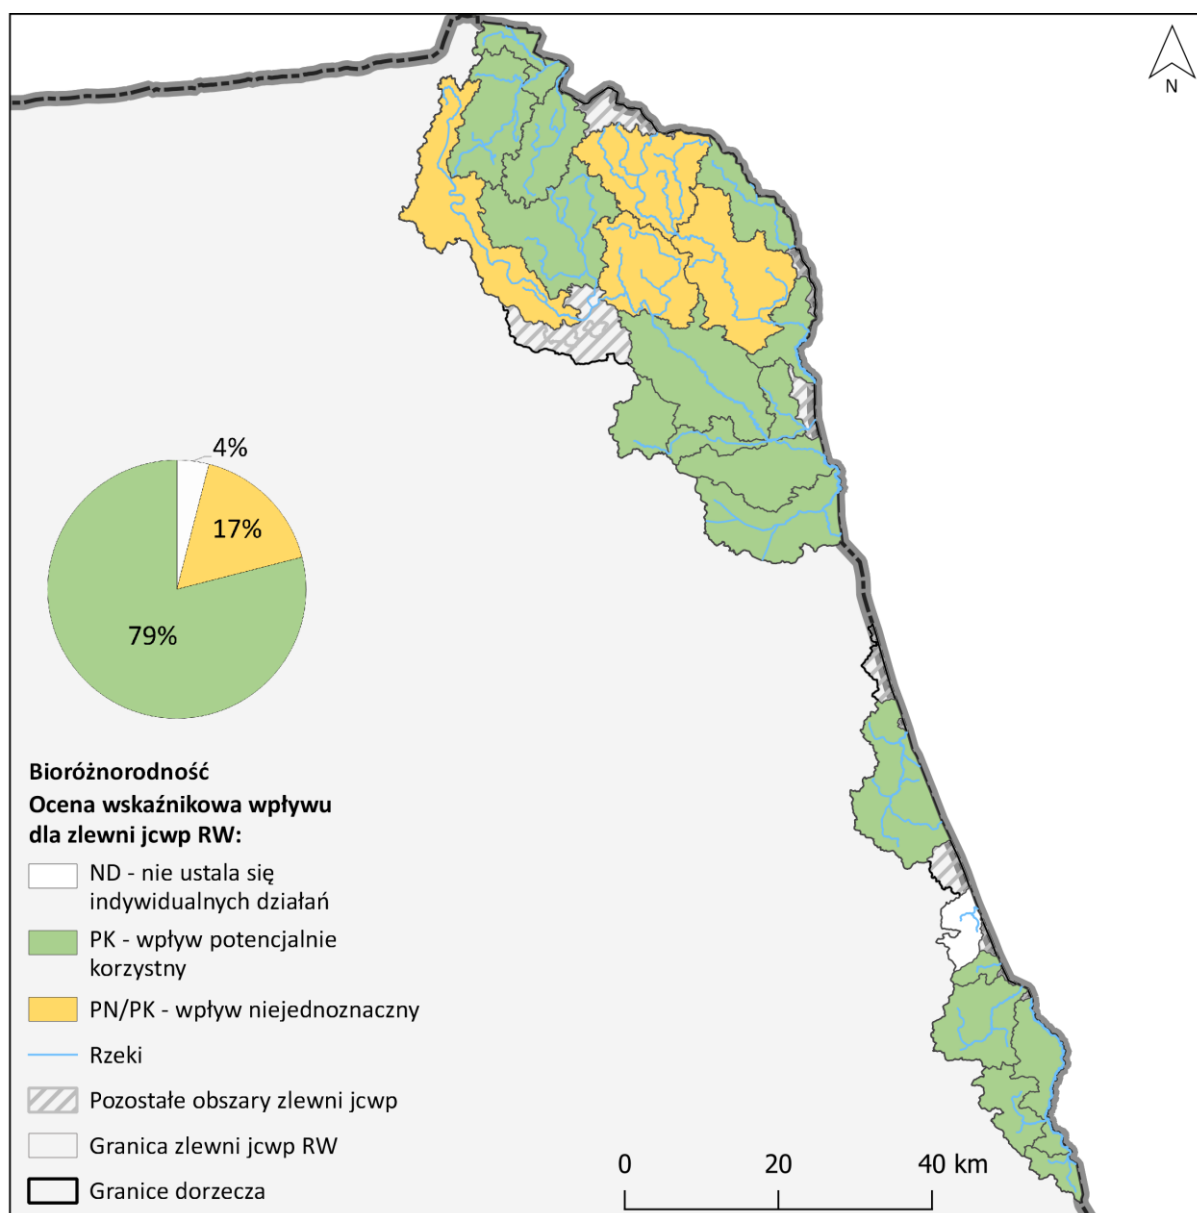 N
4%
17%
79%
Bioróżnorodność
Ocena wskaźnikowa wpływu
dla zlewni jcwp RW:
ND - nie ustala się
indywidualnych działań
PK - wpływ potencjalnie
korzystny
PN/PK - wpływ niejednoznaczny
Rzeki
Pozostałe obszary zlewni jcwp
Granica zlewni jcwp RW
Granice dorzecza
0 20 40 km